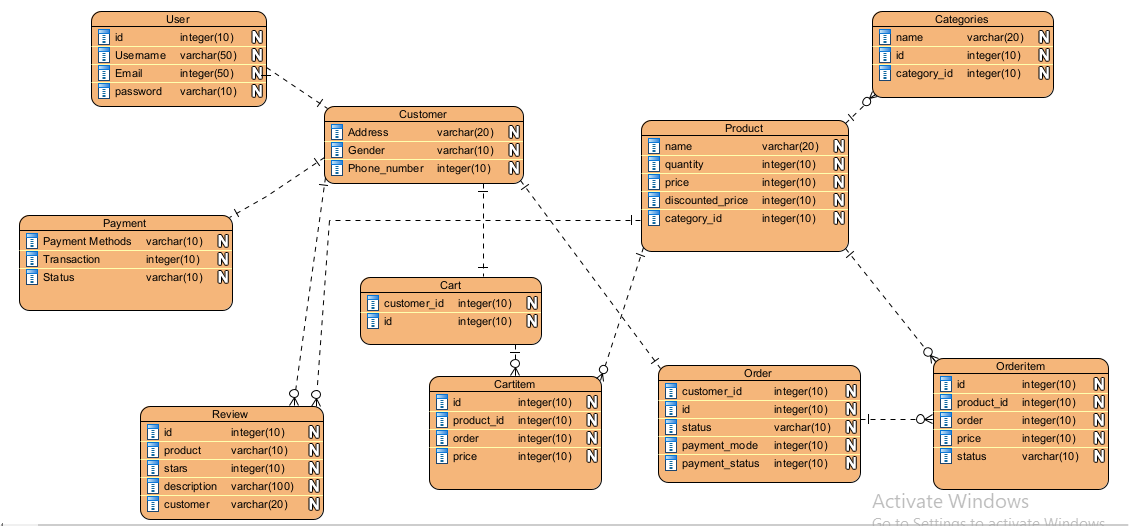 User
id integer(10) N
Username varchar(50) N
Email integer(50) N
password varchar(10) N
Categories
name varchar(20) N
id integer(10) N
category_id integer(10) N
Customer
Address varchar(20) N
Gender varchar(10) N
Phone_number integer(10) N
Product
name varchar(20) N
quantity integer(10) N
price integer(10) N
discounted_price integer(10) N
category_id integer(10) N
Payment
Payment Methods varchar(10) N
Transaction integer(10) N
Status varchar(10) N
Cart
customer_id integer(10) N
id integer(10) N
Cartitem
id integer(10) N
product_id integer(10) N
order integer(10) N
price integer(10) N
Order
customer_id integer(10) N
id integer(10) N
status varchar(10) N
payment_mode integer(10) N
payment_status integer(10) N
Orderitem
id integer(10) N
product_id integer(10) N
order integer(10) N
price integer(10) N
status varchar(10) N
Review
id integer(10) N
product varchar(10) N
stars integer(10) N
description varchar(100) N
customer varchar(20) N
Activate Windows
Go to Settings to activate Windows.